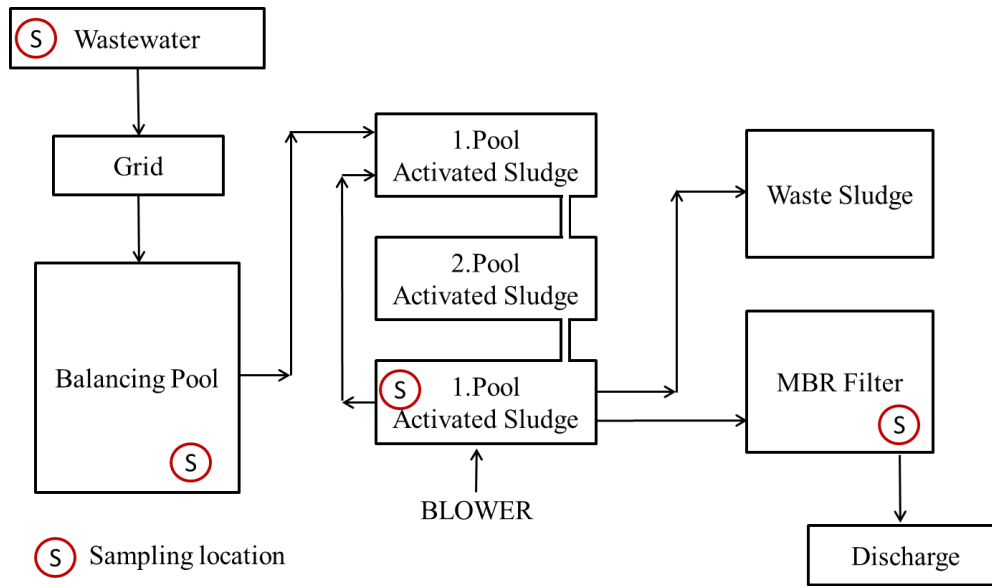 S Wastewater
Grid
Balancing Pool
S
1.Pool
Activated Sludge
2.Pool
Activated Sludge
S 1.Pool
Activated Sludge
BLOWER
Waste Sludge
MBR Filter
S
Discharge
S Sampling location